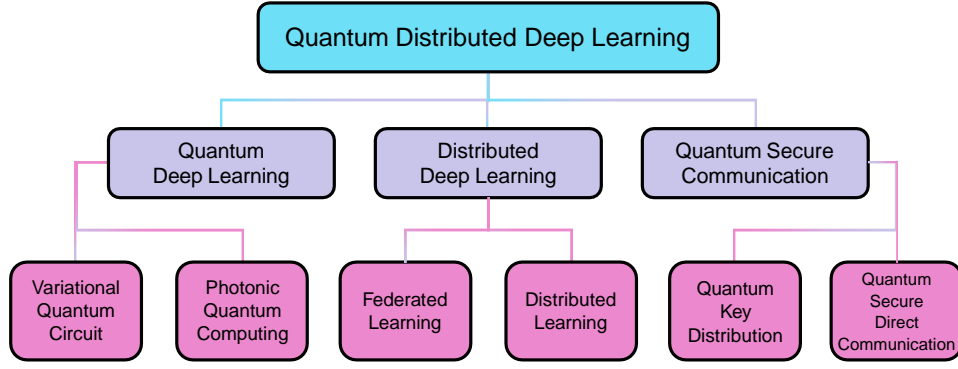 Quantum Distributed Deep Learning
Quantum
Deep Learning
Distributed
Deep Learning
Quantum Secure
Communication
Variational
Quantum
Circuit
Photonic
Quantum
Computing
Federated
Learning
Distributed
Learning
Quantum
Key
Distribution
Quantum
Secure
Direct
Communication